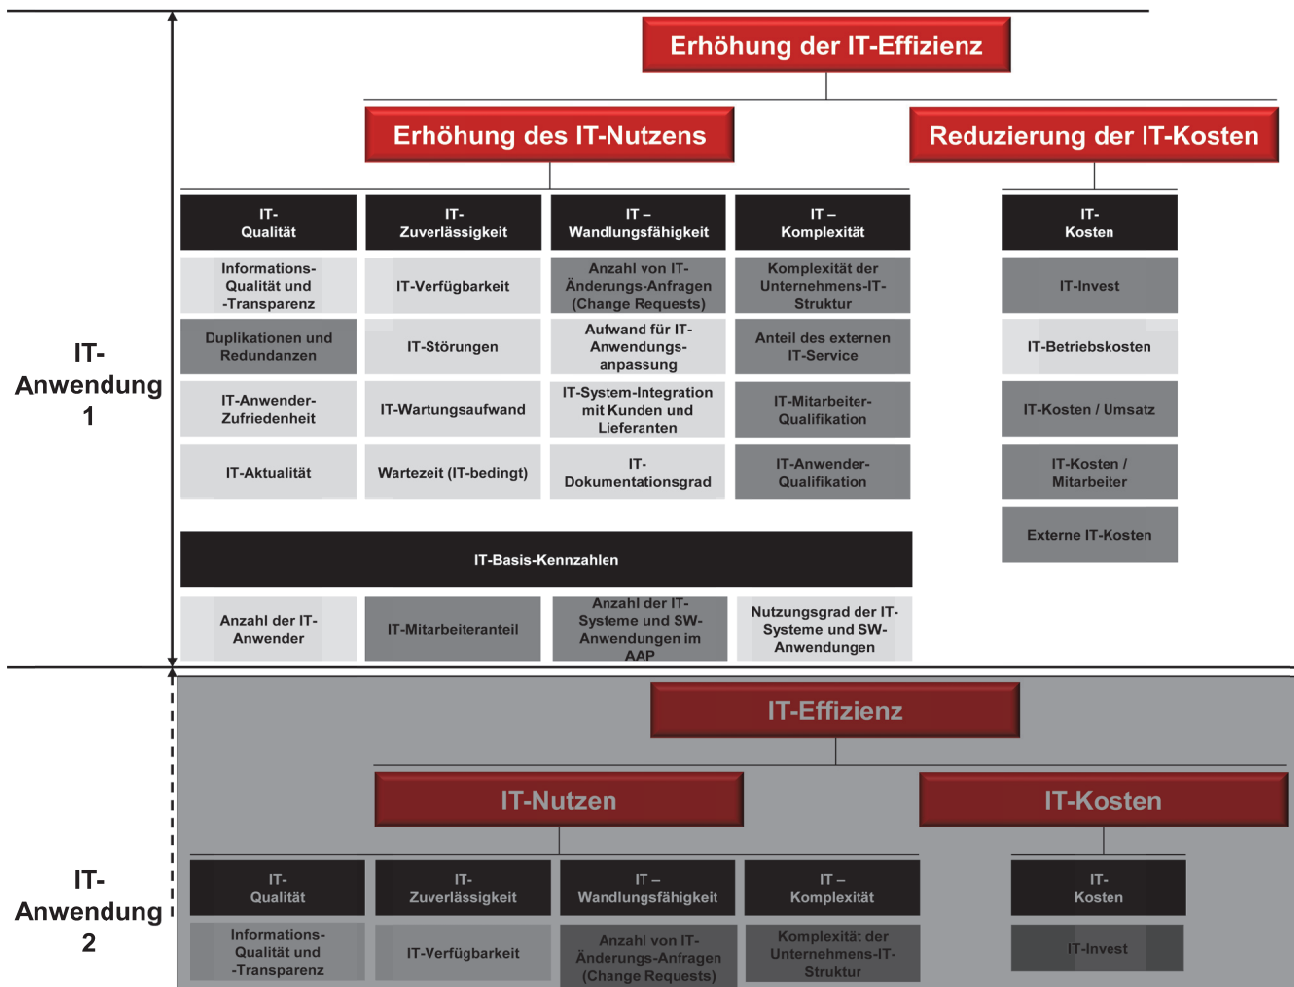 Erhöhung der IT-Effizienz
Erhöhung des IT-Nutzens
Reduzierung der IT-Kosten
IT-
Qualität
IT-
Zuverlässigkeit
IT –
Wandlungsfähigkeit
IT –
Komplexität
IT-
Kosten
Informations-
Qualität und
-Transparenz
IT-Verfügbarkeit
Anzahl von IT-
Änderungs-Anfragen
(Change Requests)
Komplexität der
Unternehmens-IT-
Struktur
IT-Invest
Duplikationen und
Redundanzen
IT-Störungen
Aufwand für IT-
Anwendungs-
anpassung
Anteil des externen
IT-Service
IT-Betriebskosten
IT-
Anwendung
1
IT-Anwender-
Zufriedenheit
IT-Wartungsaufwand
IT-System-Integration
mit Kunden und
Lieferanten
IT-Mitarbeiter-
Qualifikation
IT-Kosten / Umsatz
IT-Aktualität
Wartezeit (IT-bedingt)
IT-
Dokumentationsgrad
IT-Anwender-
Qualifikation
IT-Kosten /
Mitarbeiter
Externe IT-Kosten
IT-Basis-Kennzahlen
Anzahl der IT-
Anwender
IT-Mitarbeiteranteil
Anzahl der IT-
Systeme und SW-
Anwendungen im
AAP
Nutzungsgrad der IT-
Systeme und SW-
Anwendungen
IT-Effizienz
IT-Nutzen
IT-Kosten
IT-
Anwendung
2
IT-
Qualität
IT-
Zuverlässigkeit
IT –
Wandlungsfähigkeit
IT –
Komplexität
IT-
Kosten
Informations-
Qualität und
-Transparenz
IT-Verfügbarkeit
Anzahl von IT-
Änderungs-Anfragen
(Change Requests)
Komplexität der
Unternehmens-IT-
Struktur
IT-Invest